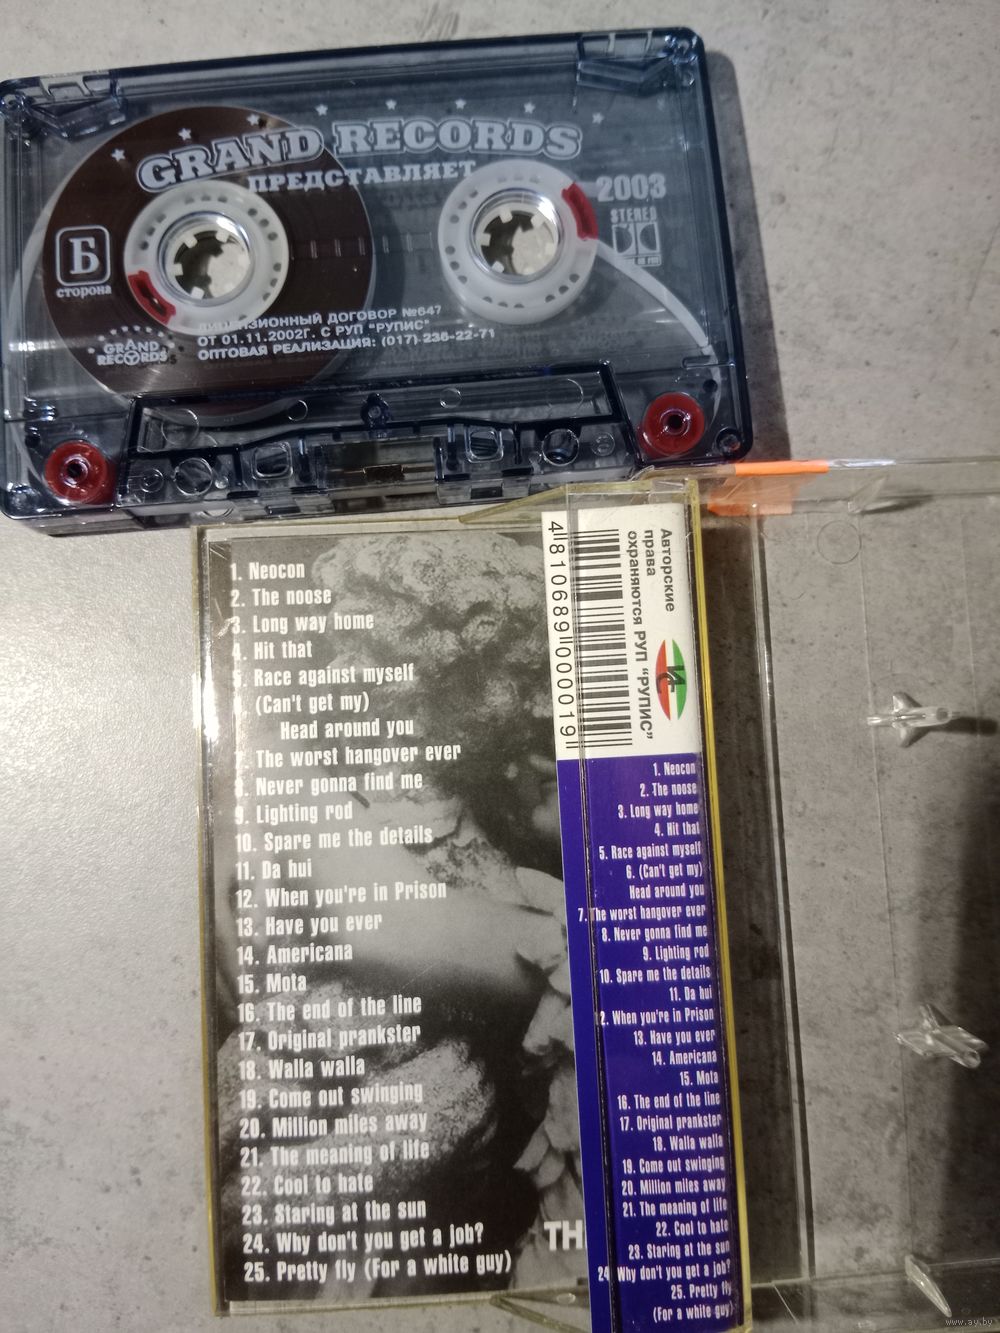 GRAND RECORDS
ПРЕДСТАВЛЯЕТ
2003
STEREO
Б
сторона
GRAND
RECORDS
ЛИЦЕНЗИОННЫЙ ДОГОВОР №647
ОТ 01.11.2002Г. С РУП "РУПИС"
ОПТОВАЯ РЕАЛИЗАЦИЯ: (017) 236-22-71
1. Neocon
2. The noose
3. Long way home
4. Hit that
5. Race against myself
(Can't get my)
Head around you
7. The worst hangover ever
8. Never gonna find me
9. Lighting rod
10. Spare me the details
11. Da hui
12. When you're in Prison
13. Have you ever
14. Americana
15. Mota
16. The end of the line
17. Original prankster
18. Walla walla
19. Come out swinging
20. Million miles away
21. The meaning of life
22. Cool to hate
23. Staring at the sun
24. Why don't you get a job?
25. Pretty fly (For a white guy)
TH
Авторские
права
охраняются РУП "РУПИС"
4 810689 000019
1. Neocon
2. The noose
3. Long way home
4. Hit that
5. Race against myself
6. (Can't get my)
Head around you
7. The worst hangover ever
8. Never gonna find me
9. Lighting rod
10. Spare me the details
11. Da hui
2. When you're in Prison
13. Have you ever
14. Americana
15. Mota
16. The end of the line
17. Original prankster
18. Walla walla
19. Come out swinging
20. Million miles away
21. The meaning of life
22. Cool to hate
23. Staring at the sun
24 Why don't you get a job?
25. Pretty fly
(For a white guy)
www.ay.by